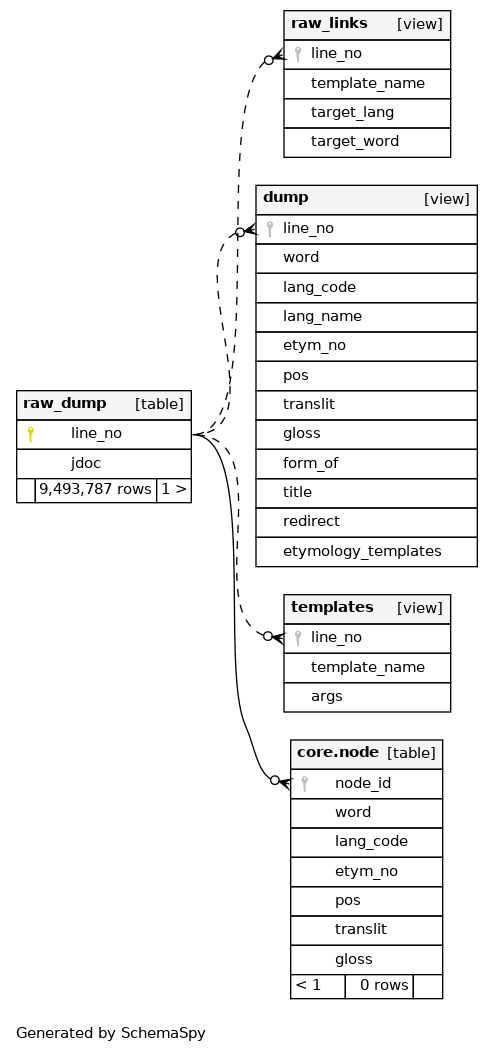 raw_links [view]
line_no
template_name
target_lang
target_word
dump [view]
line_no
word
lang_code
lang_name
etym_no
pos
translit
gloss
form_of
title
redirect
etymology_templates
raw_dump [table]
line_no
jdoc
9,493,787 rows 1 >
templates [view]
line_no
template_name
args
core.node [table]
node_id
word
lang_code
etym_no
pos
translit
gloss
< 1 0 rows
Generated by SchemaSpy